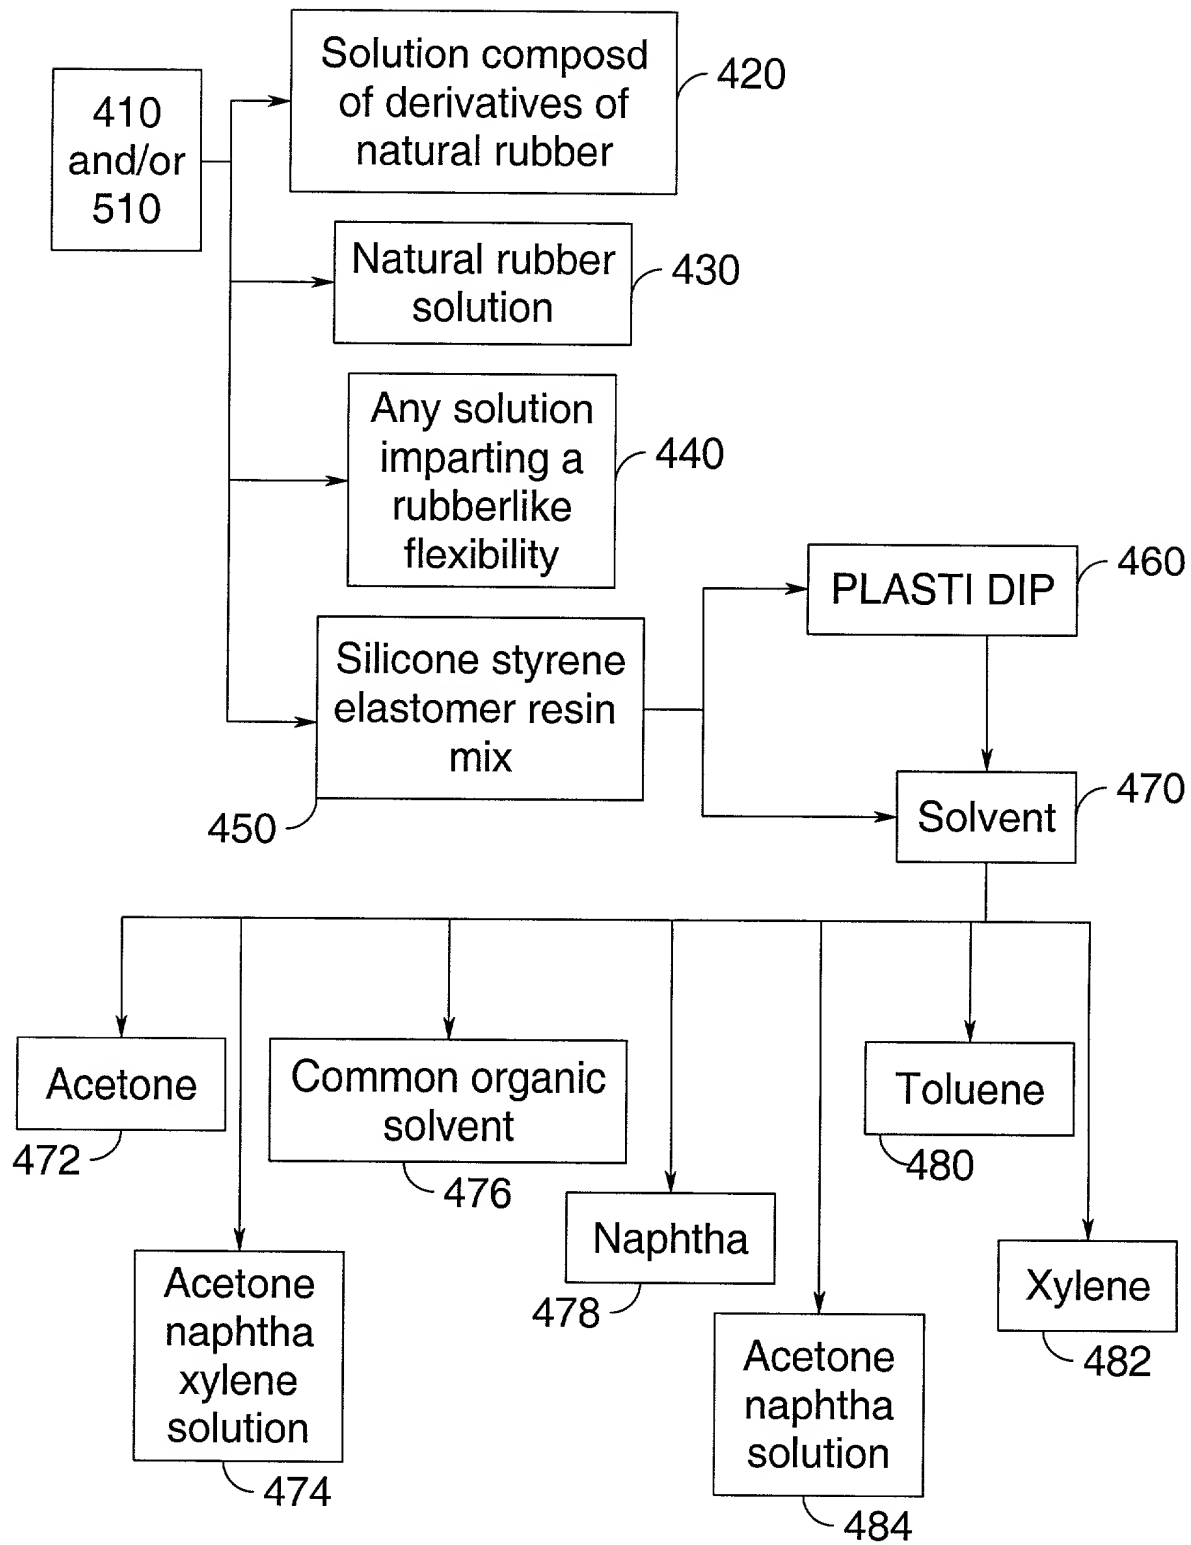 410
and/or
510
Solution composd
of derivatives of
natural rubber
420
Natural rubber
solution
430
Any solution
imparting a
rubberlike
flexibility
440
Silicone styrene
elastomer resin
mix
450
PLASTI DIP
460
Solvent
470
Acetone
472
Acetone
naphtha
xylene
solution
474
Common organic
solvent
476
Naphtha
478
Acetone
naphtha
solution
484
Toluene
480
Xylene
482